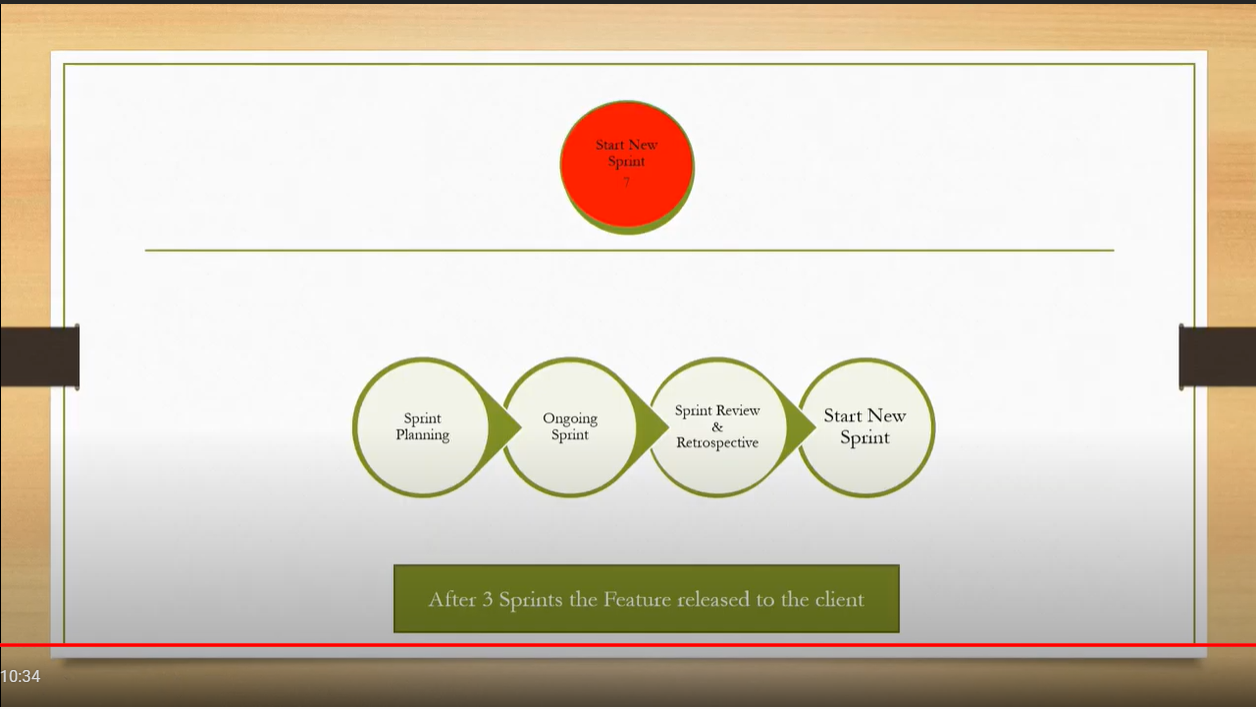 Start New
Sprint
7
Sprint
Planning
Ongoing
Sprint
Sprint Review
&
Retrospective
Start New
Sprint
After 3 Sprints the Feature released to the client
10:34